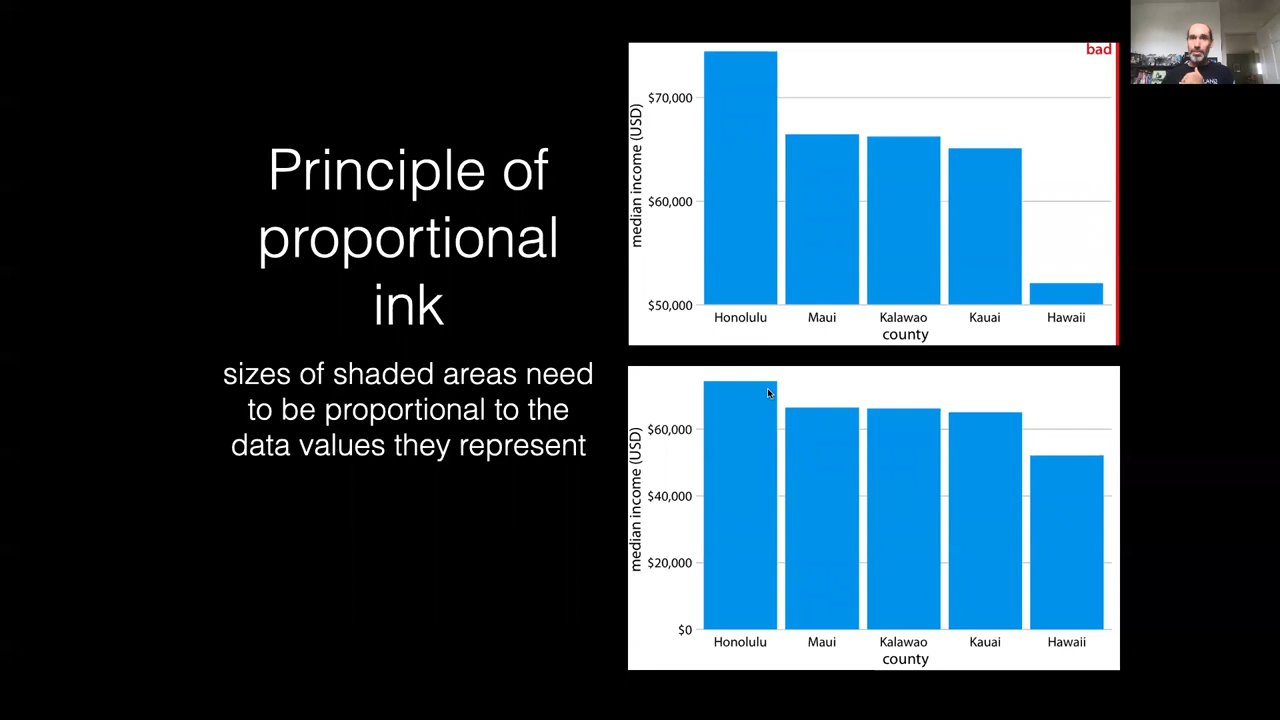 Principle of
proportional
ink
sizes of shaded areas need
to be proportional to the
data values they represent
bad
median income (USD)
$70,000
$60,000
$50,000
Honolulu Maui Kalawao Kauai Hawaii
county
median income (USD)
$60,000
$40,000
$20,000
$0
Honolulu Maui Kalawao Kauai Hawaii
county